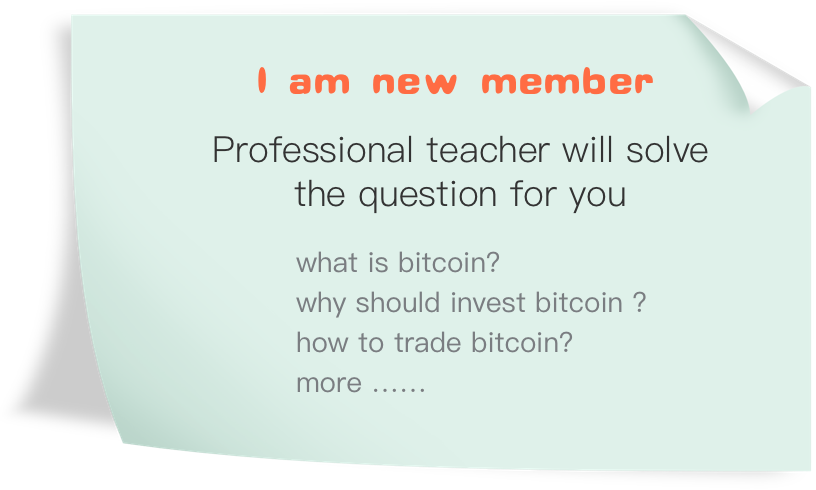 I am new member
Professional teacher will solve
the question for you
what is bitcoin?
why should invest bitcoin ?
how to trade bitcoin?
more ……